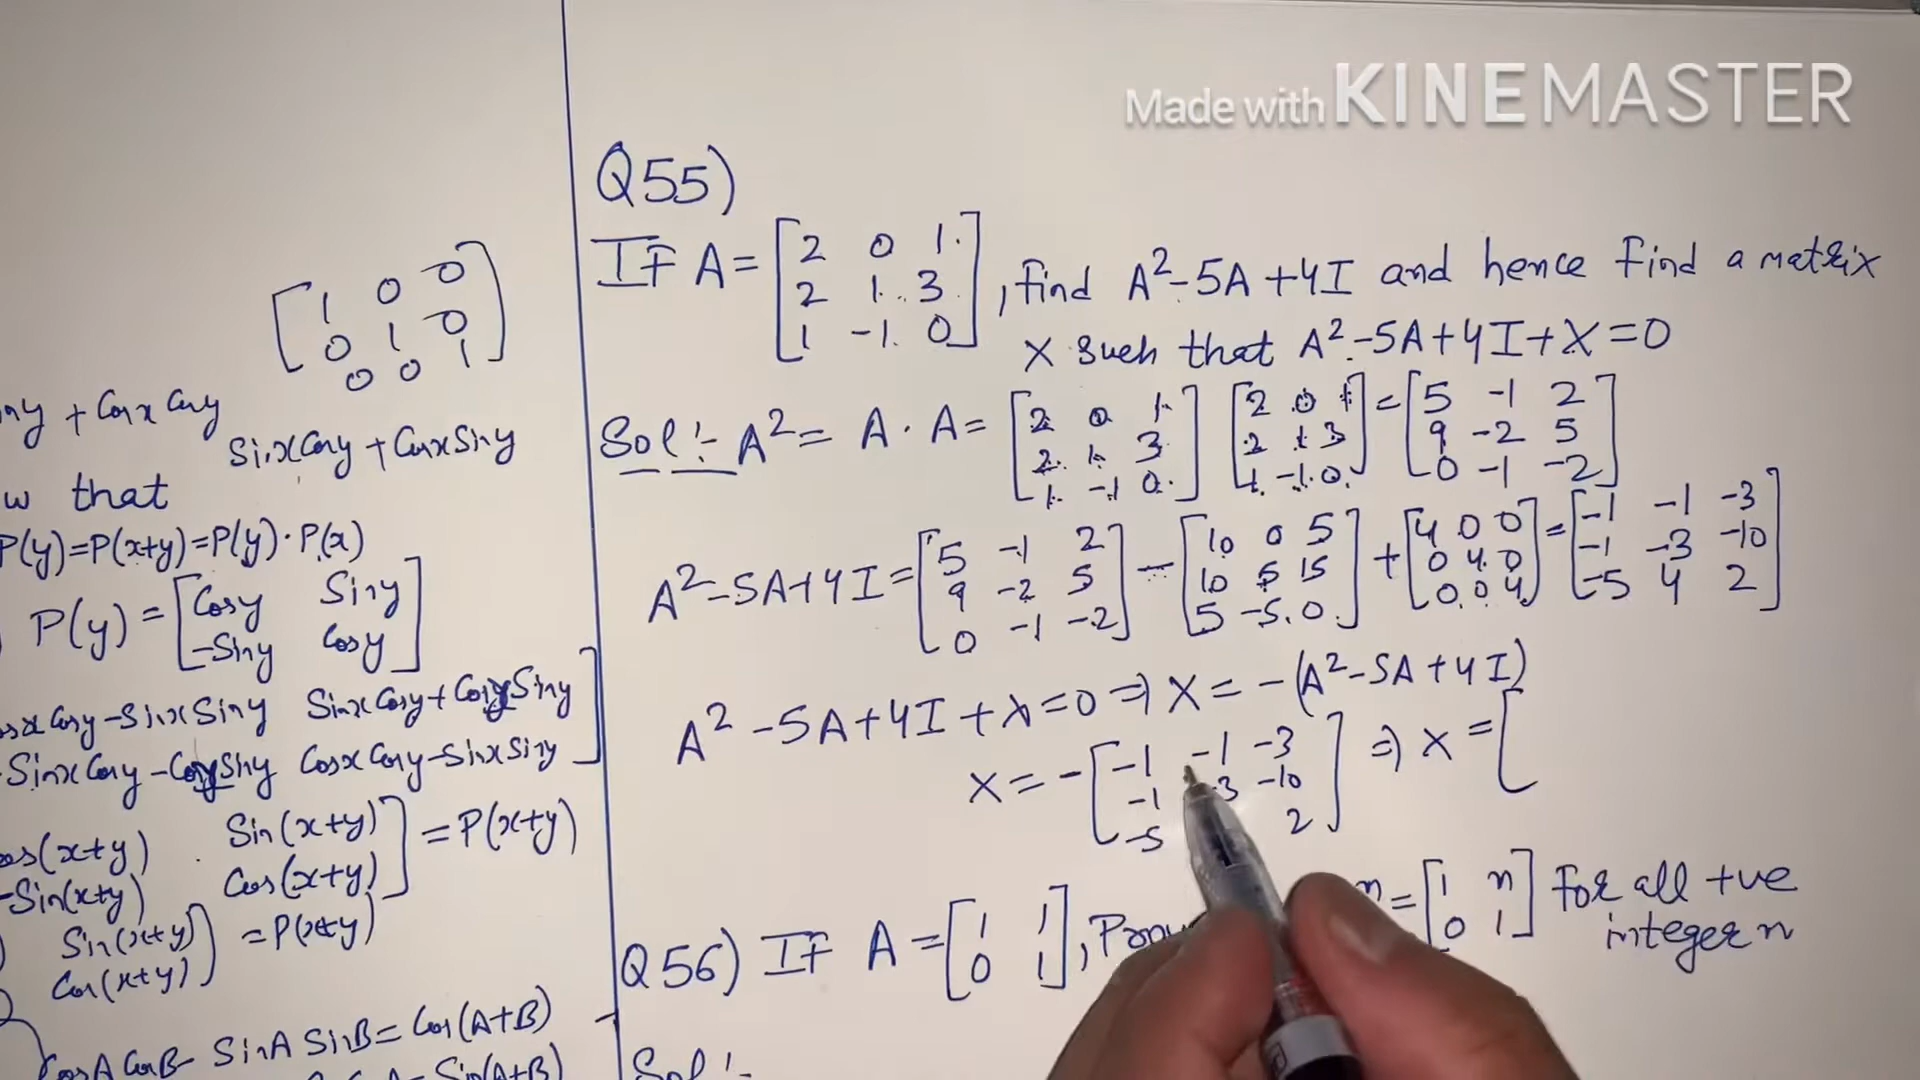 Made with KINEMASTER
[1 0 0
0 1 0
0 0 1]
+ Cosx Cosy
Sinx Cosy + Cosx Siny
w that
P(y)=P(x+y)=P(y)·P(x)
P(y) = [Cosy Siny
-Siny Cosy]
Cosy-SinxSiny SinxCosy+CosxSiny
-SinxCosy-CosxSiny CosxCosy-SinxSiny
(x+y) Sin(x+y)
-Sin(x+y) Cos(x+y)] = P(x+y)
Sin(x+y)
Cos(x+y)] = P(x+y)
CosA CosB- SinA SinB = Cos(A+B)
Sin(A+B)
Q55)
If A = [2 0 1
2 1 3
1 -1 0], find A²-5A+4I and hence find a matrix
X such that A²-5A+4I+X=0
Sol:- A² = A·A = [2 0 1
2 1 3
1 -1 0] [2 0 1
2 1 3
1 -1 0] = [5 -1 2
9 -2 5
0 -1 -2]
A²-5A+4I = [5 -1 2
9 -2 5
0 -1 -2] - [10 0 5
10 5 15
5 -5 0] + [4 0 0
0 4 0
0 0 4] = [-1 -1 -3
-1 -3 -10
-5 4 2]
A²-5A+4I+X=0 ⇒ X = -(A²-5A+4I)
X = -[-1 -1 -3
-1 -3 -10
-5 2] ⇒ X = [
Q56) If A = [1 1
0 1], n = [1 n
0 1] For all +ve
integer n
Sol:-